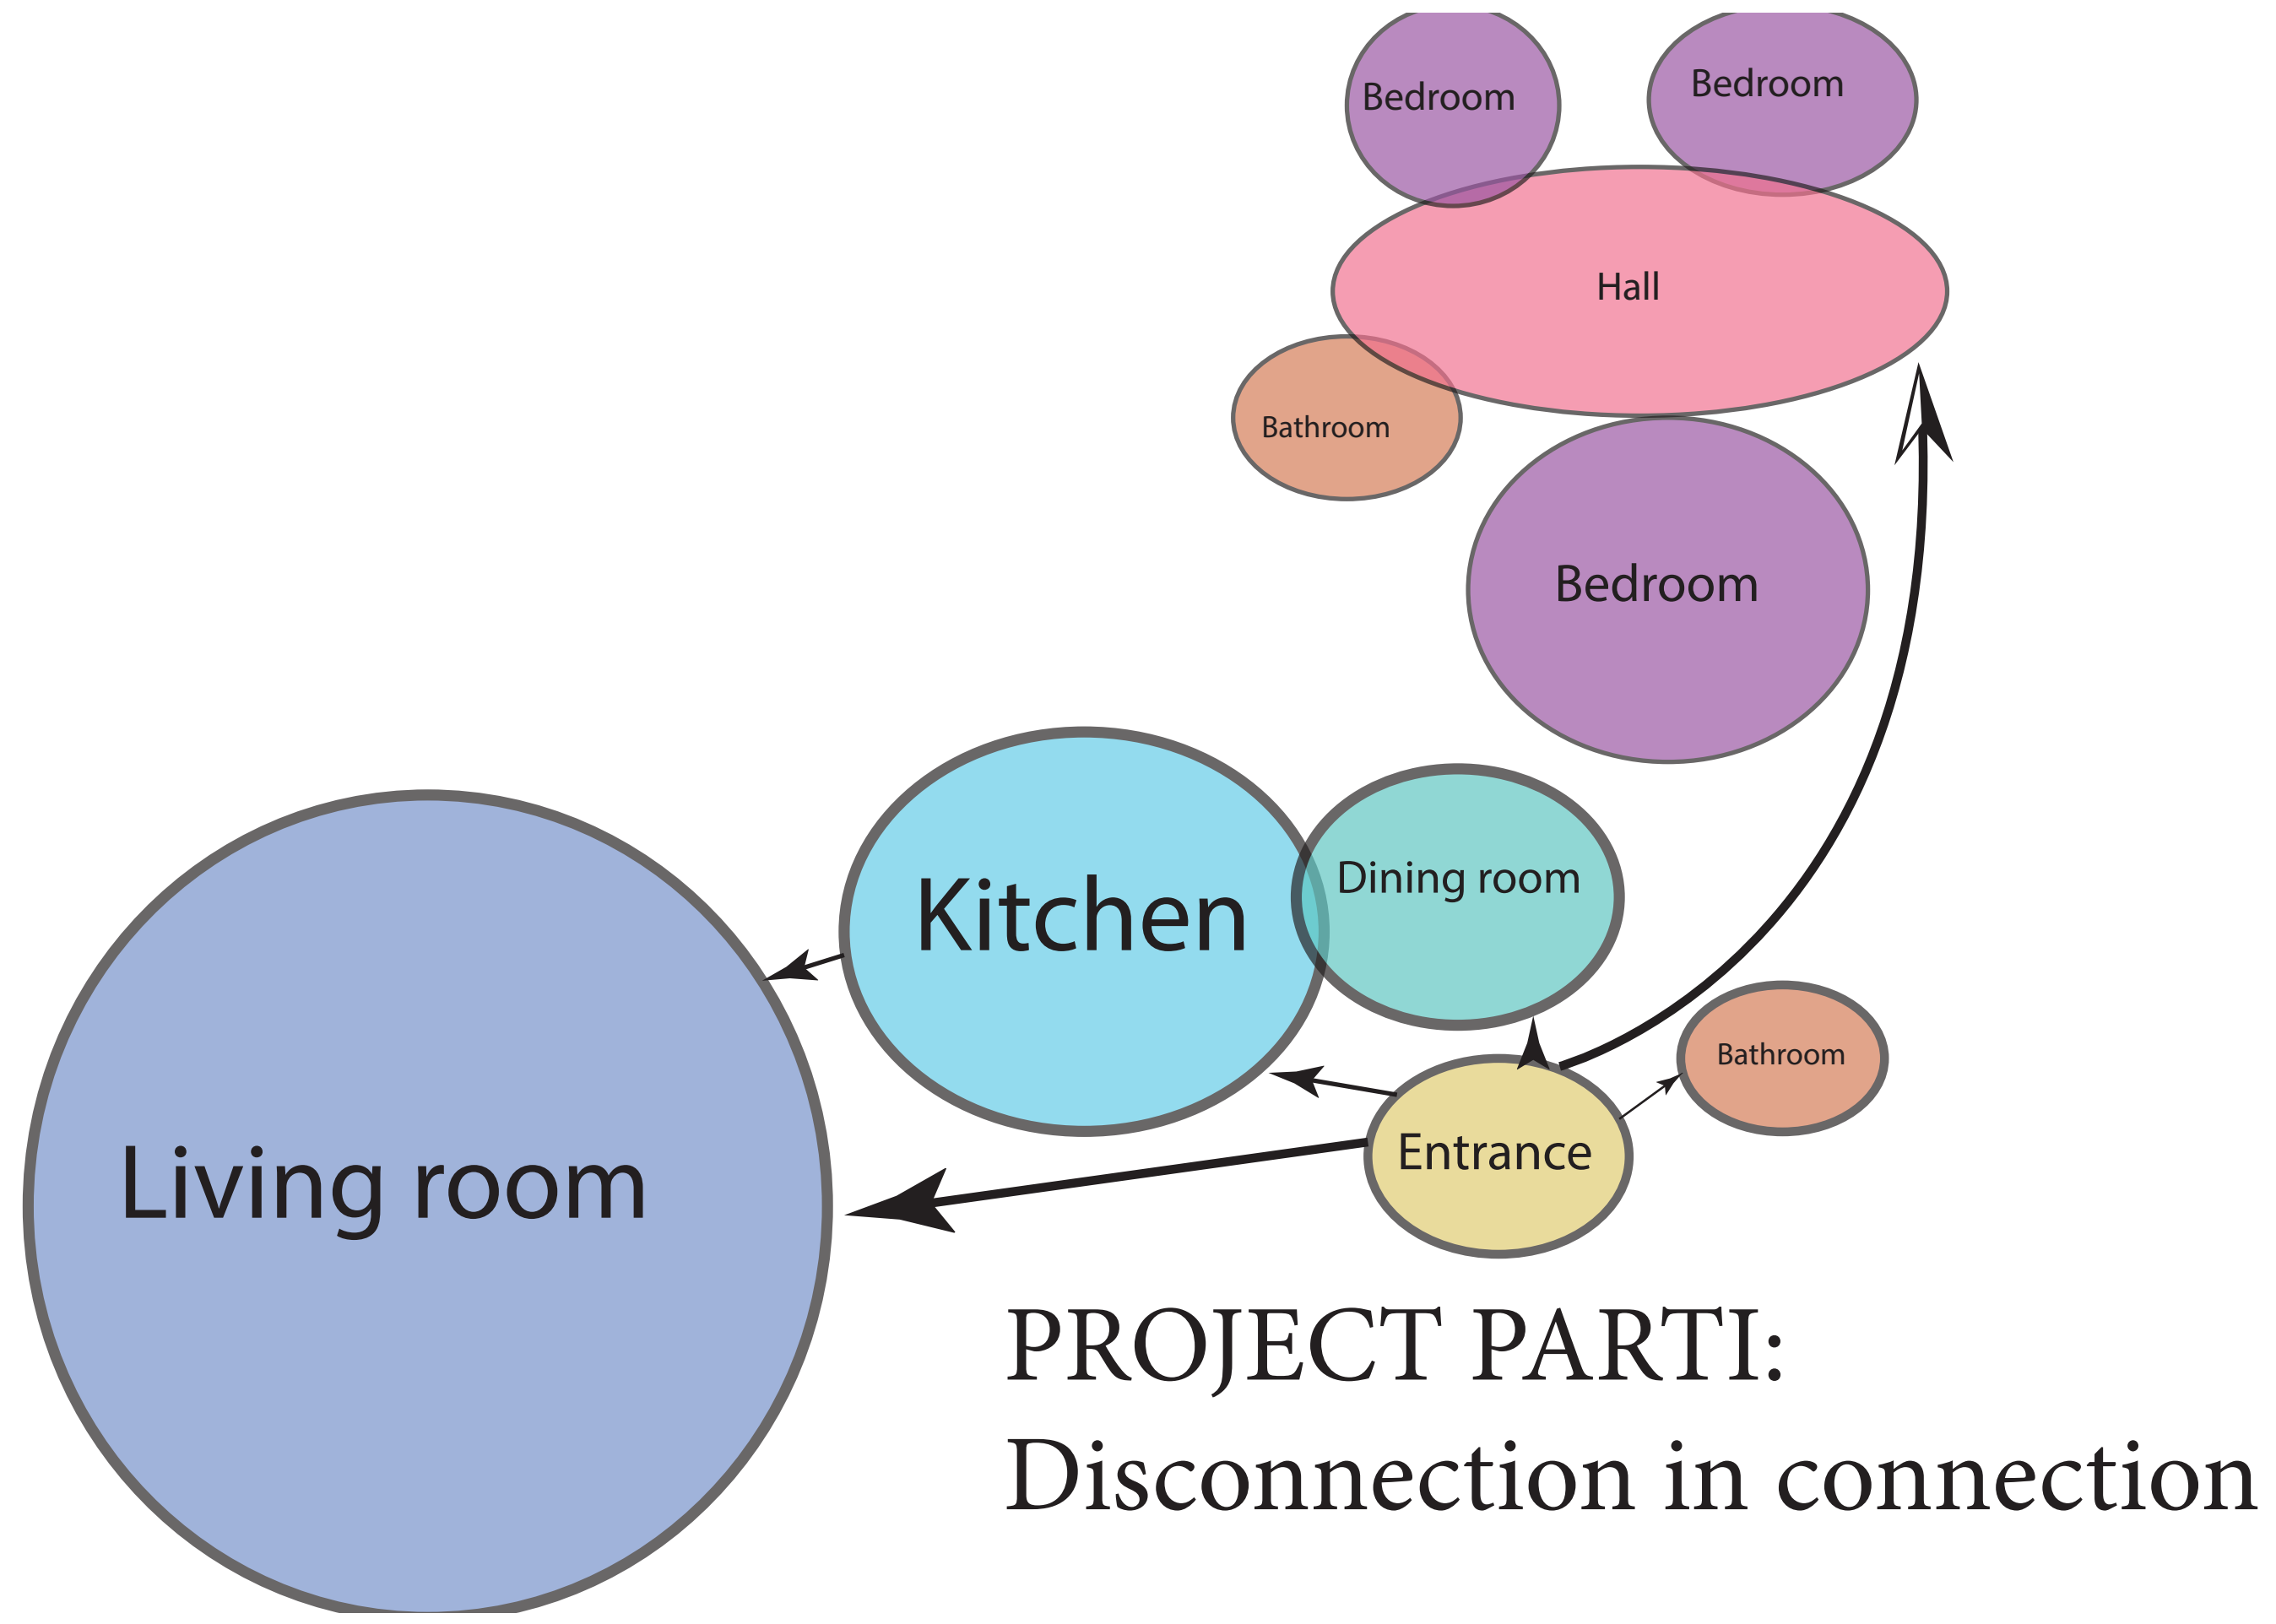 Bedroom
Bedroom
Hall
Bathroom
Bedroom
Kitchen
Dining room
Bathroom
Entrance
Living room
PROJECT PARTI:
Disconnection in connection